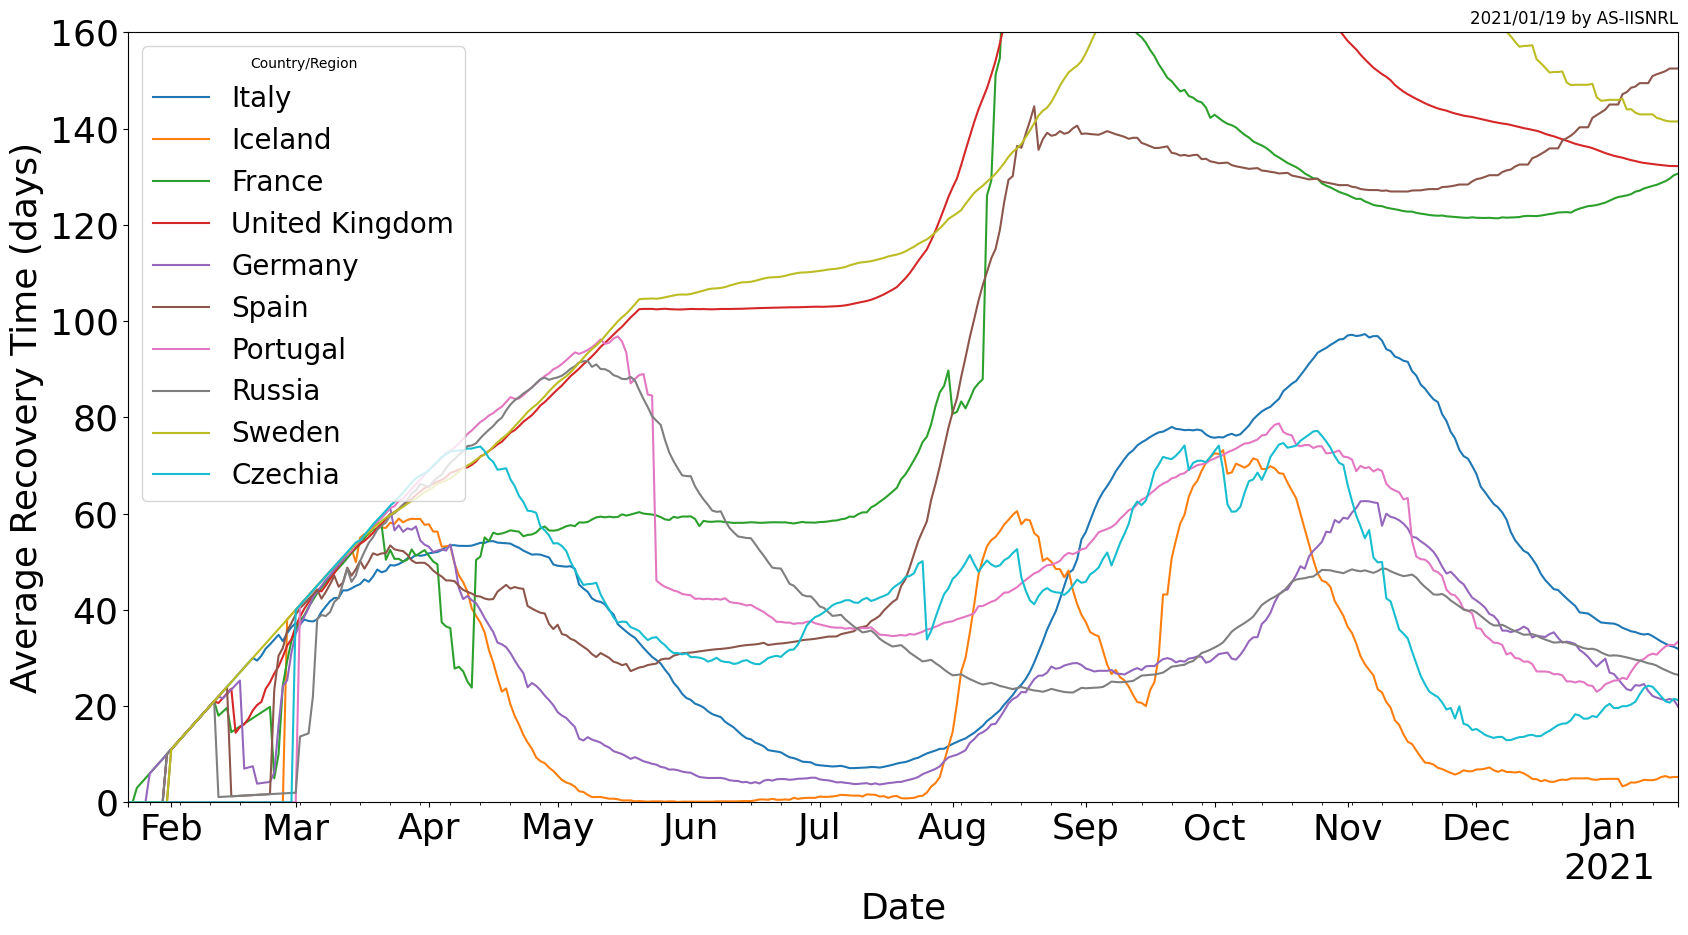 2021/01/19 by AS-IISNRL
Average Recovery Time (days)
160
140
120
100
80
60
40
20
0
Country/Region
Italy
Iceland
France
United Kingdom
Germany
Spain
Portugal
Russia
Sweden
Czechia
Feb Mar Apr May Jun Jul Aug Sep Oct Nov Dec Jan
2021
Date